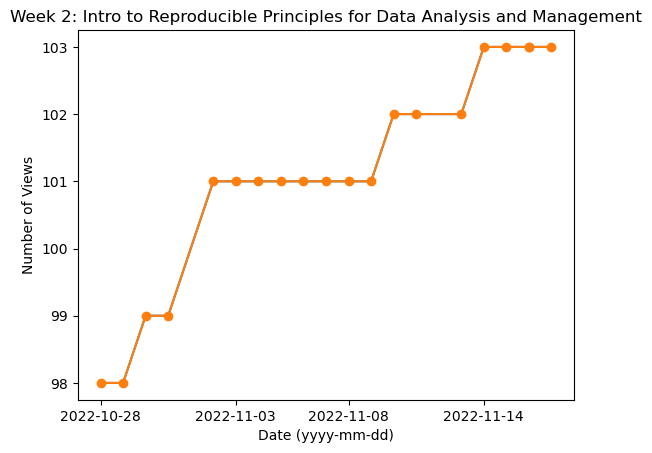 Week 2: Intro to Reproducible Principles for Data Analysis and Management
103
102
101
100
99
98
Number of Views
2022-10-28 2022-11-03 2022-11-08 2022-11-14
Date (yyyy-mm-dd)